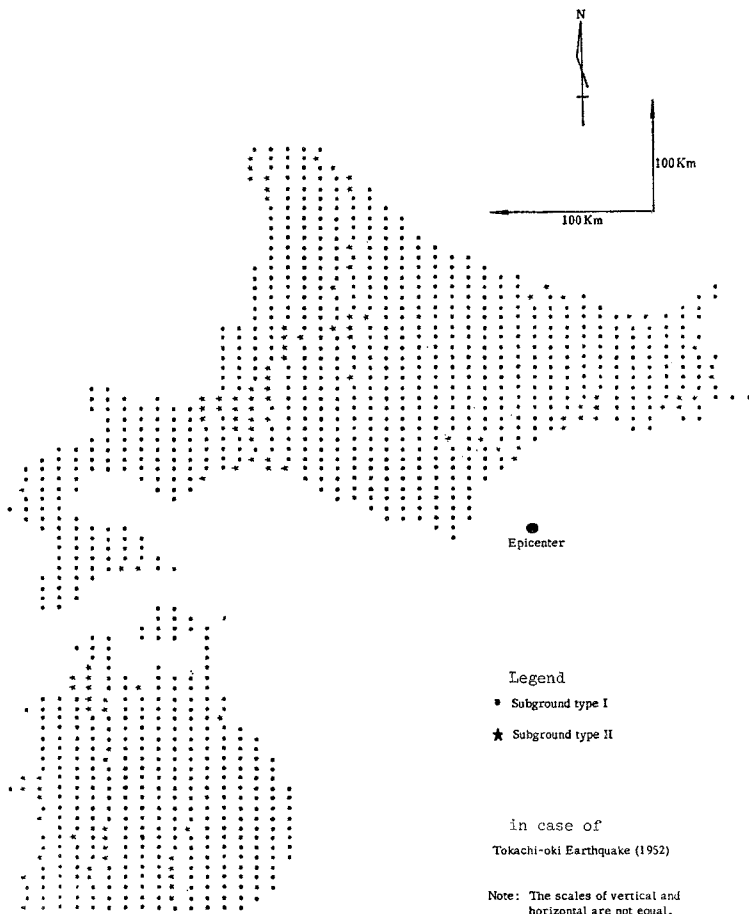 N
100 Km
100 Km
Epicenter
Legend
Subground type I
Subground type II
in case of
Tokachi-oki Earthquake (1952)
Note: The scales of vertical and
horizontal are not equal.